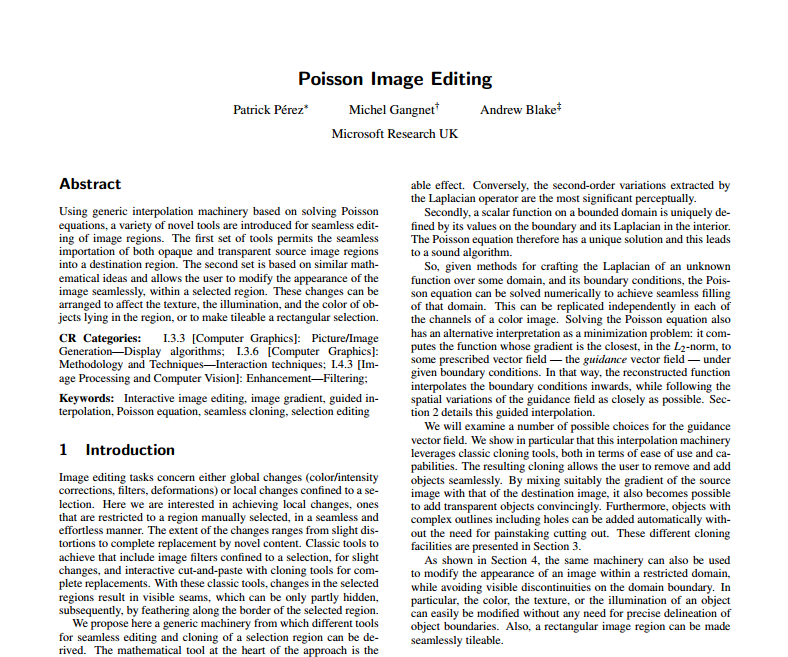 Poisson Image Editing
Patrick Pérez* Michel Gangnet† Andrew Blake‡
Microsoft Research UK
Abstract
Using generic interpolation machinery based on solving Poisson
equations, a variety of novel tools are introduced for seamless edit-
ing of image regions. The first set of tools permits the seamless
importation of both opaque and transparent source image regions
into a destination region. The second set is based on similar math-
ematical ideas and allows the user to modify the appearance of the
image seamlessly, within a selected region. These changes can be
arranged to affect the texture, the illumination, and the color of ob-
jects lying in the region, or to make tileable a rectangular selection.
CR Categories: I.3.3 [Computer Graphics]: Picture/Image
Generation—Display algorithms; I.3.6 [Computer Graphics]:
Methodology and Techniques—Interaction techniques; I.4.3 [Im-
age Processing and Computer Vision]: Enhancement—Filtering;
Keywords: Interactive image editing, image gradient, guided in-
terpolation, Poisson equation, seamless cloning, selection editing
1 Introduction
Image editing tasks concern either global changes (color/intensity
corrections, filters, deformations) or local changes confined to a se-
lection. Here we are interested in achieving local changes, ones
that are restricted to a region manually selected, in a seamless and
effortless manner. The extent of the changes ranges from slight dis-
tortions to complete replacement by novel content. Classic tools to
achieve that include image filters confined to a selection, for slight
changes, and interactive cut-and-paste with cloning tools for com-
plete replacements. With these classic tools, changes in the selected
regions result in visible seams, which can be only partly hidden,
subsequently, by feathering along the border of the selected region.
We propose here a generic machinery from which different tools
for seamless editing and cloning of a selection region can be de-
rived. The mathematical tool at the heart of the approach is the
able effect. Conversely, the second-order variations extracted by
the Laplacian operator are the most significant perceptually.
Secondly, a scalar function on a bounded domain is uniquely de-
fined by its values on the boundary and its Laplacian in the interior.
The Poisson equation therefore has a unique solution and this leads
to a sound algorithm.
So, given methods for crafting the Laplacian of an unknown
function over some domain, and its boundary conditions, the Pois-
son equation can be solved numerically to achieve seamless filling
of that domain. This can be replicated independently in each of
the channels of a color image. Solving the Poisson equation also
has an alternative interpretation as a minimization problem: it com-
putes the function whose gradient is the closest, in the L₂-norm, to
some prescribed vector field — the guidance vector field — under
given boundary conditions. In that way, the reconstructed function
interpolates the boundary conditions inwards, while following the
spatial variations of the guidance field as closely as possible. Sec-
tion 2 details this guided interpolation.
We will examine a number of possible choices for the guidance
vector field. We show in particular that this interpolation machinery
leverages classic cloning tools, both in terms of ease of use and ca-
pabilities. The resulting cloning allows the user to remove and add
objects seamlessly. By mixing suitably the gradient of the source
image with that of the destination image, it also becomes possible
to add transparent objects convincingly. Furthermore, objects with
complex outlines including holes can be added automatically with-
out the need for painstaking cutting out. These different cloning
facilities are presented in Section 3.
As shown in Section 4, the same machinery can also be used
to modify the appearance of an image within a restricted domain,
while avoiding visible discontinuities on the domain boundary. In
particular, the color, the texture, or the illumination of an object
can easily be modified without any need for precise delineation of
object boundaries. Also, a rectangular image region can be made
seamlessly tileable.